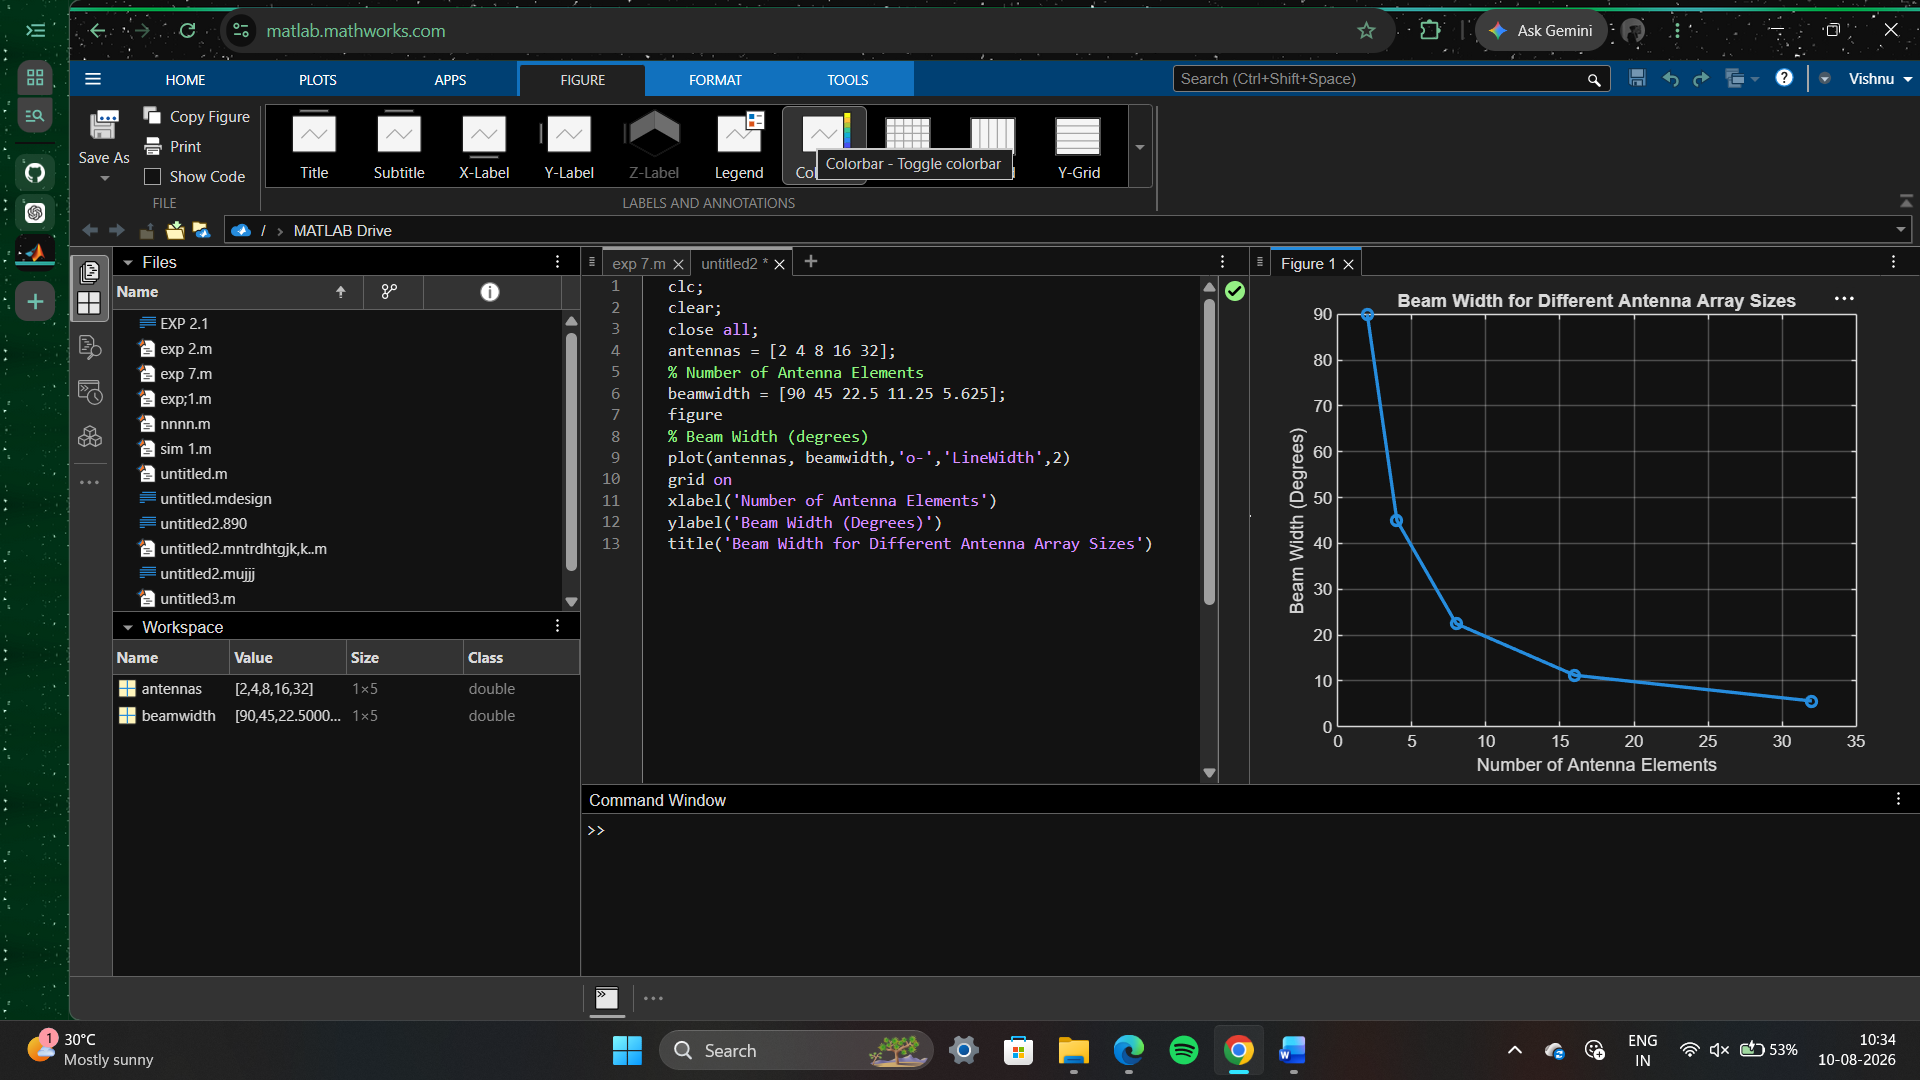 matlab.mathworks.com
Ask Gemini
HOME PLOTS APPS FIGURE FORMAT TOOLS
Search (Ctrl+Shift+Space)
Vishnu
Save As
Copy Figure
Print
Show Code
FILE
Title Subtitle X-Label Y-Label Z-Label Legend Col Y-Grid
Colorbar - Toggle colorbar
LABELS AND ANNOTATIONS
/ › MATLAB Drive
Files
Name
EXP 2.1
exp 2.m
exp 7.m
exp;1.m
nnnn.m
sim 1.m
untitled.m
untitled.mdesign
untitled2.890
untitled2.mntrdhtgjk,k..m
untitled2.mujjj
untitled3.m
Workspace
Name Value Size Class
antennas [2,4,8,16,32] 1×5 double
beamwidth [90,45,22.5000... 1×5 double
exp 7.m untitled2 *
1 clc;
2 clear;
3 close all;
4 antennas = [2 4 8 16 32];
5 % Number of Antenna Elements
6 beamwidth = [90 45 22.5 11.25 5.625];
7 figure
8 % Beam Width (degrees)
9 plot(antennas, beamwidth,'o-','LineWidth',2)
10 grid on
11 xlabel('Number of Antenna Elements')
12 ylabel('Beam Width (Degrees)')
13 title('Beam Width for Different Antenna Array Sizes')
Figure 1
Beam Width for Different Antenna Array Sizes
Beam Width (Degrees)
90
80
70
60
50
40
30
20
10
0
0 5 10 15 20 25 30 35
Number of Antenna Elements
Command Window
>>
1
30°C
Mostly sunny
Search
ENG
IN
53%
10:34
10-08-2026